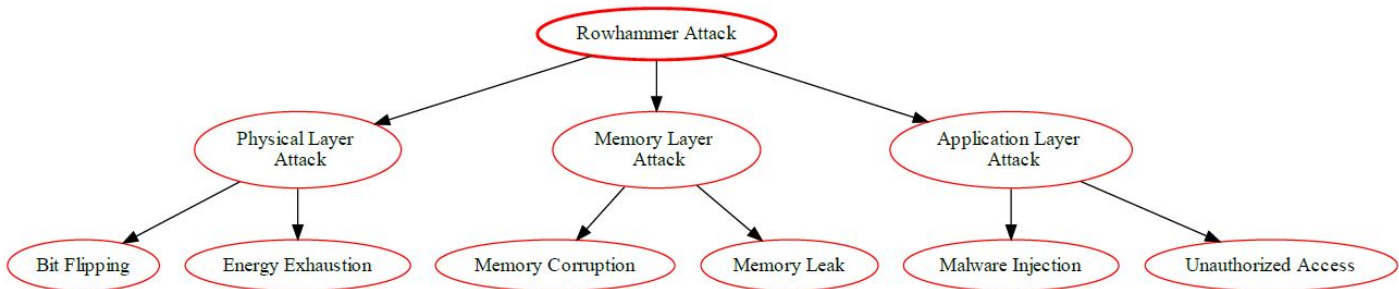 Rowhammer Attack
Physical Layer
Attack
Memory Layer
Attack
Application Layer
Attack
Bit Flipping
Energy Exhaustion
Memory Corruption
Memory Leak
Malware Injection
Unauthorized Access